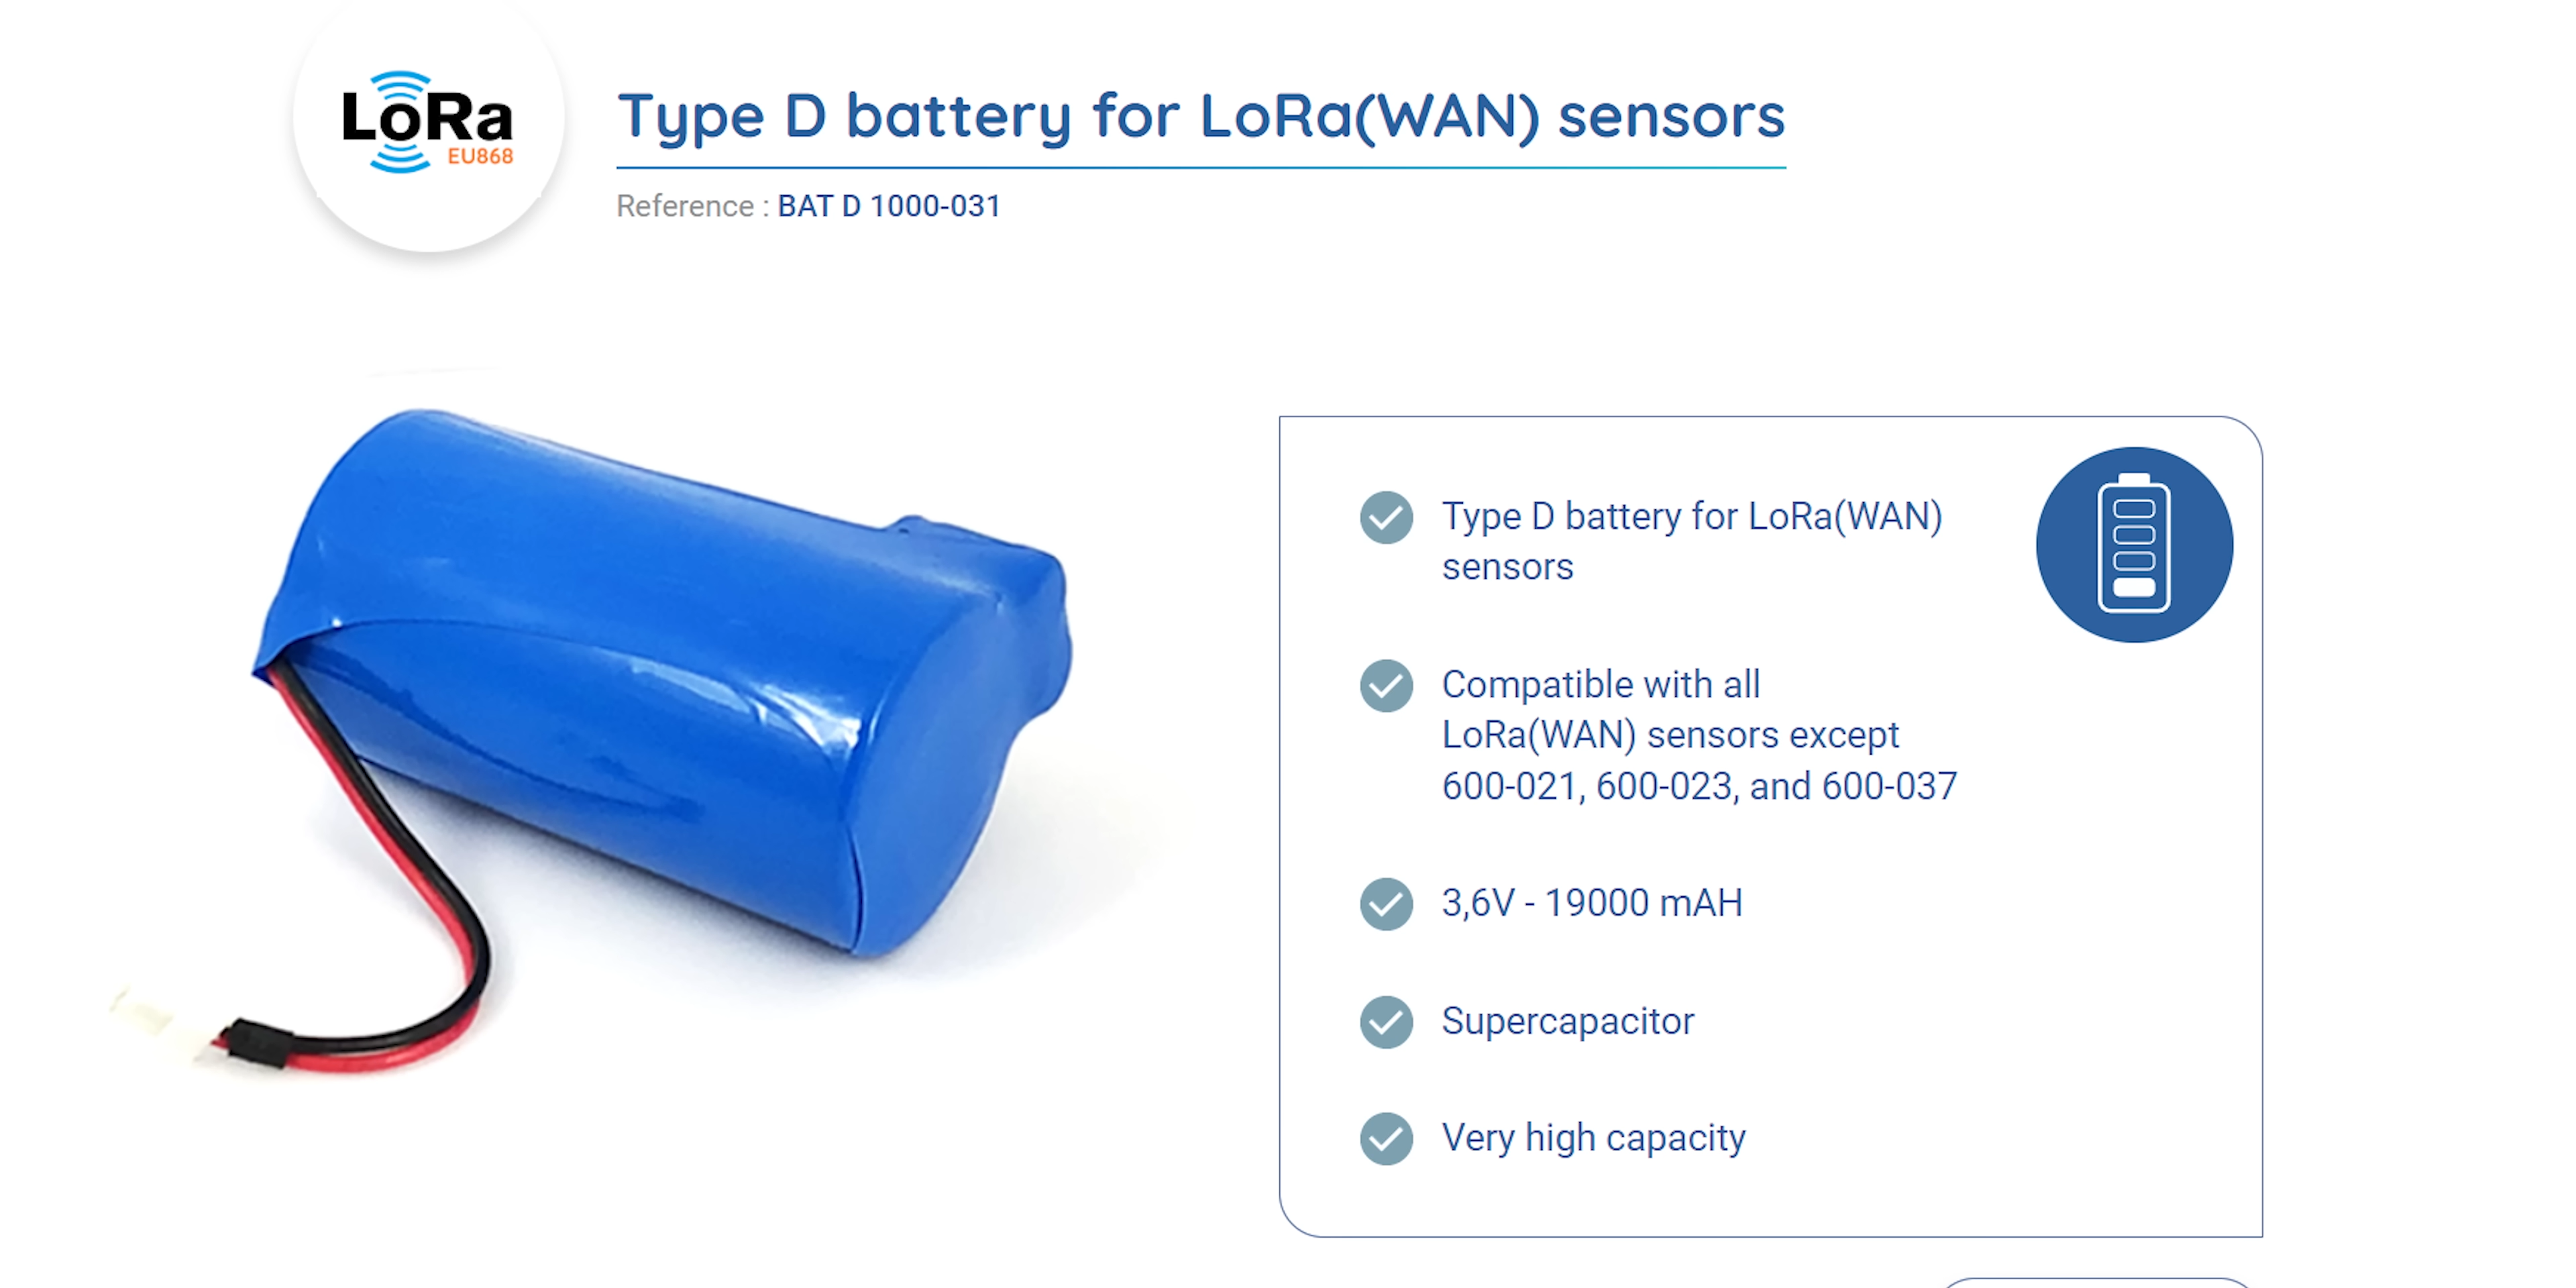 LoRa
EU868
Type D battery for LoRa(WAN) sensors
Reference : BAT D 1000-031
Type D battery for LoRa(WAN)
sensors
Compatible with all
LoRa(WAN) sensors except
600-021, 600-023, and 600-037
3,6V - 19000 mAH
Supercapacitor
Very high capacity